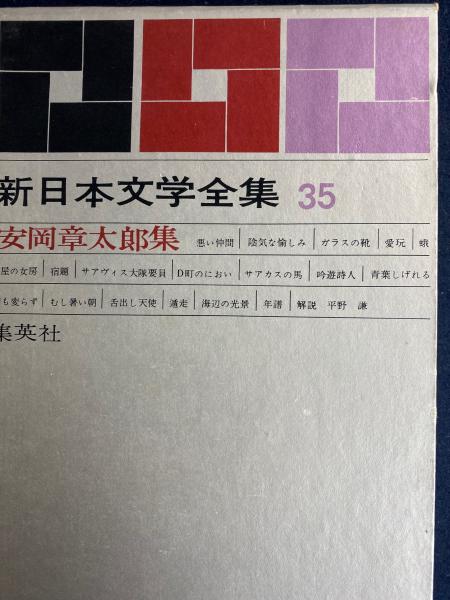 新日本文学全集 35
安岡章太郎集 悪い仲間 陰気な愉しみ ガラスの靴 愛玩 蛾
屋の女房 宿題 サアヴィス大隊要員 D町のにおい サアカスの馬 吟遊詩人 青葉しげれる
も変らず むし暑い朝 舌出し天使 遁走 海辺の光景 年譜 解説 平野 謙
集英社